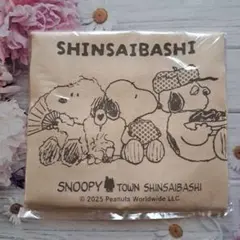 SHINSAIBASHI
SNOOPY TOWN SHINSAIBASHI
© 2025 Peanuts Worldwide LLC.